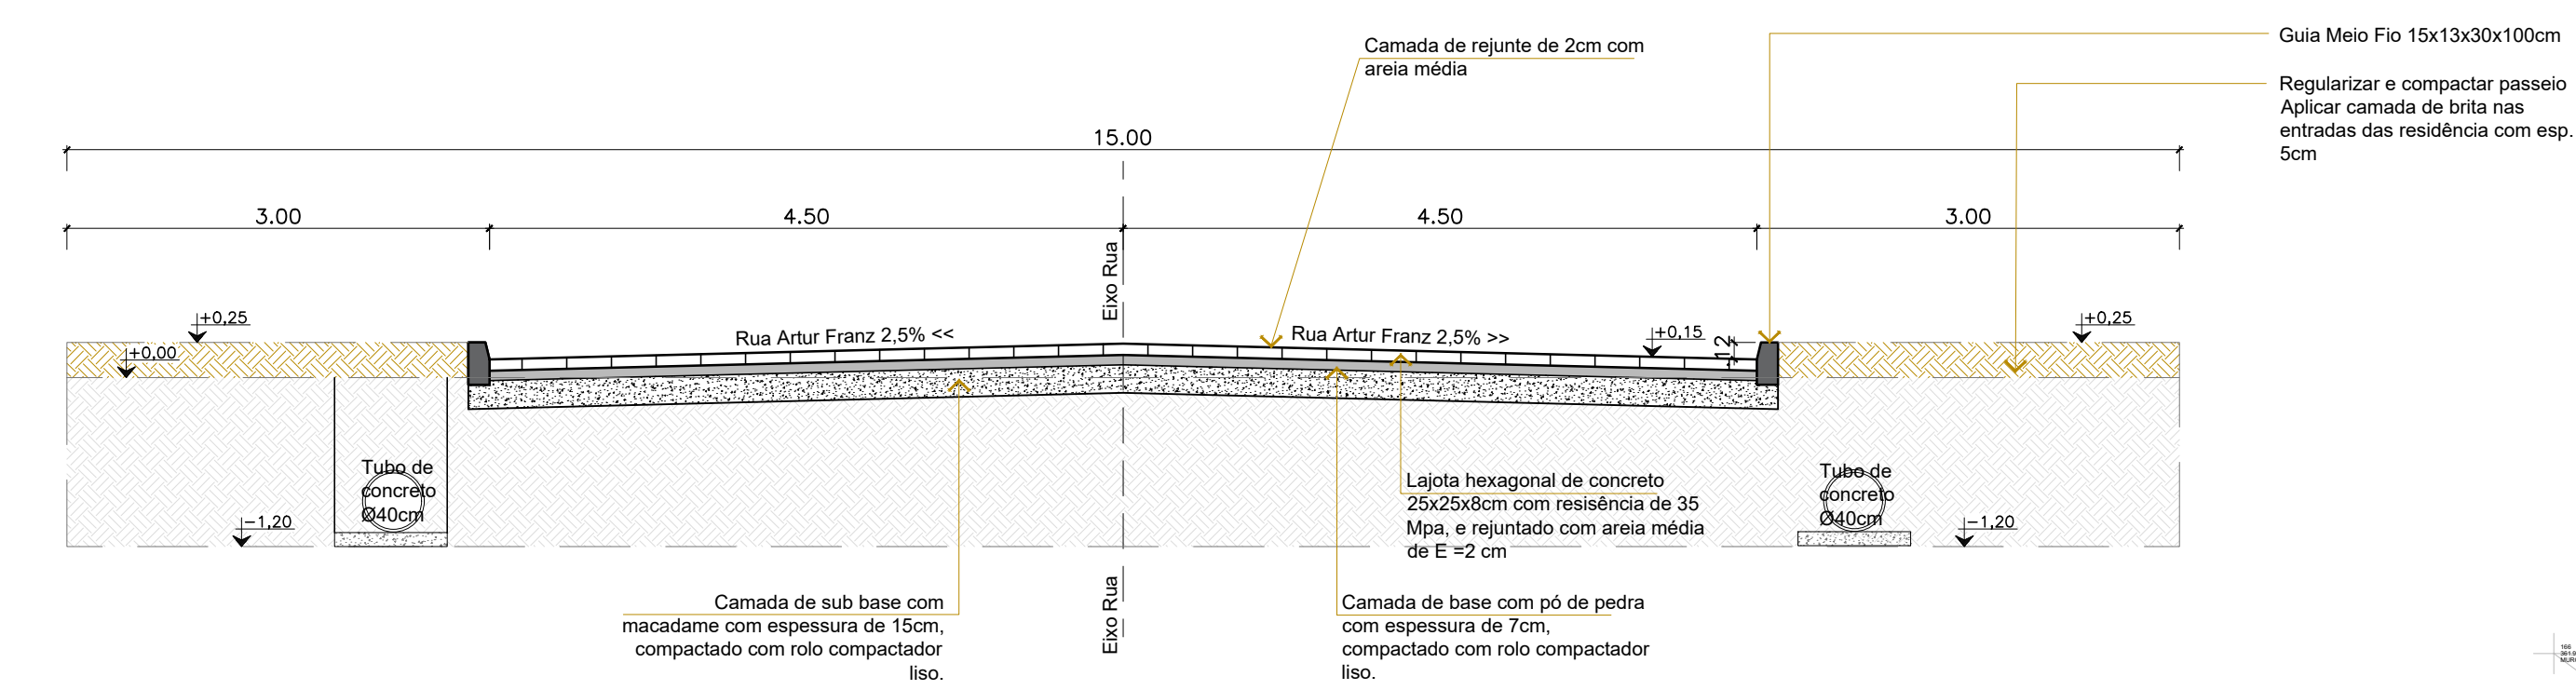 Guia Meio Fio 15x13x30x100cm
Camada de rejunte de 2cm com
areia média
Regularizar e compactar passeio
Aplicar camada de brita nas
entradas das residência com esp.
5cm
15.00
3.00
4.50
4.50
3.00
Eixo Rua
+0,25
+0,00
Rua Artur Franz 2,5% <<
Rua Artur Franz 2,5% >>
+0,15
12
+0,25
Tubo de
concreto
Ø40cm
-1,20
Tubo de
concreto
Ø40cm
-1,20
Lajota hexagonal de concreto
25x25x8cm com resisência de 35
Mpa, e rejuntado com areia média
de E =2 cm
Camada de sub base com
macadame com espessura de 15cm,
compactado com rolo compactador
liso.
Eixo Rua
Camada de base com pó de pedra
com espessura de 7cm,
compactado com rolo compactador
liso.
166